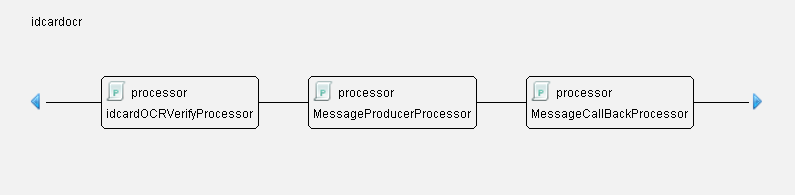 idcardocr
P processor
idcardOCRVerifyProcessor
P processor
MessageProducerProcessor
P processor
MessageCallBackProcessor